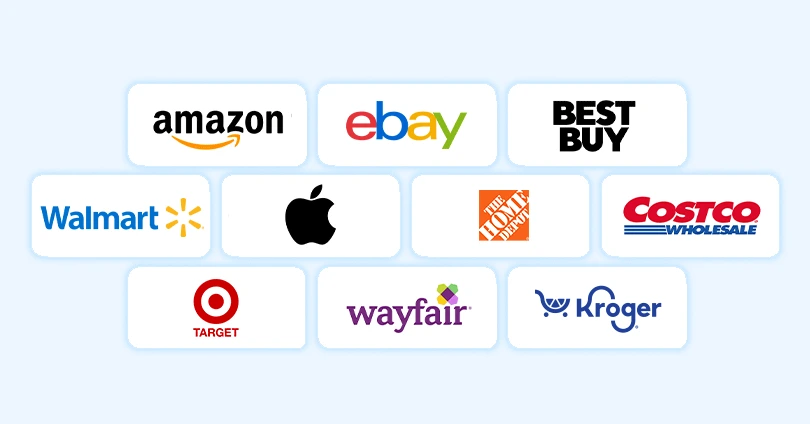 amazon
ebay
BEST
BUY
Walmart
THE
HOME
DEPOT
COSTCO
WHOLESALE
TARGET
wayfair
Kroger